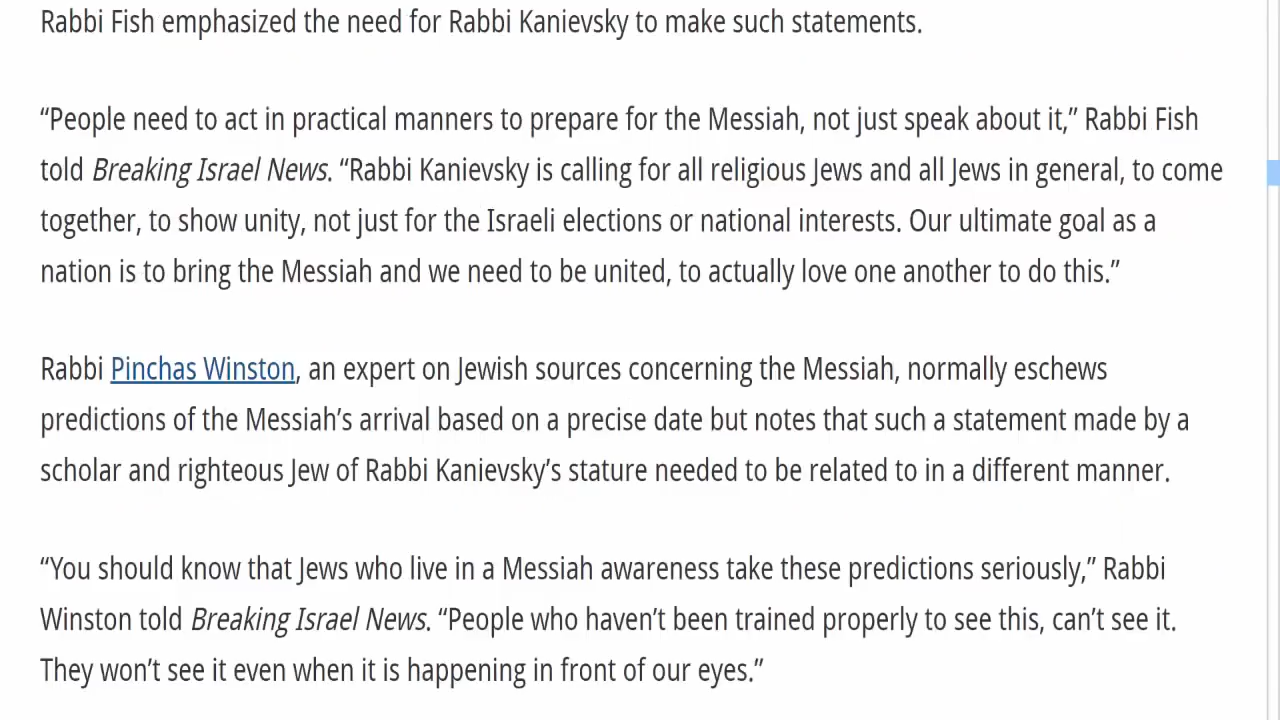 Rabbi Fish emphasized the need for Rabbi Kanievsky to make such statements.
“People need to act in practical manners to prepare for the Messiah, not just speak about it,” Rabbi Fish
told Breaking Israel News. “Rabbi Kanievsky is calling for all religious Jews and all Jews in general, to come
together, to show unity, not just for the Israeli elections or national interests. Our ultimate goal as a
nation is to bring the Messiah and we need to be united, to actually love one another to do this.”
Rabbi Pinchas Winston, an expert on Jewish sources concerning the Messiah, normally eschews
predictions of the Messiah’s arrival based on a precise date but notes that such a statement made by a
scholar and righteous Jew of Rabbi Kanievsky’s stature needed to be related to in a different manner.
“You should know that Jews who live in a Messiah awareness take these predictions seriously,” Rabbi
Winston told Breaking Israel News. “People who haven’t been trained properly to see this, can’t see it.
They won’t see it even when it is happening in front of our eyes.”